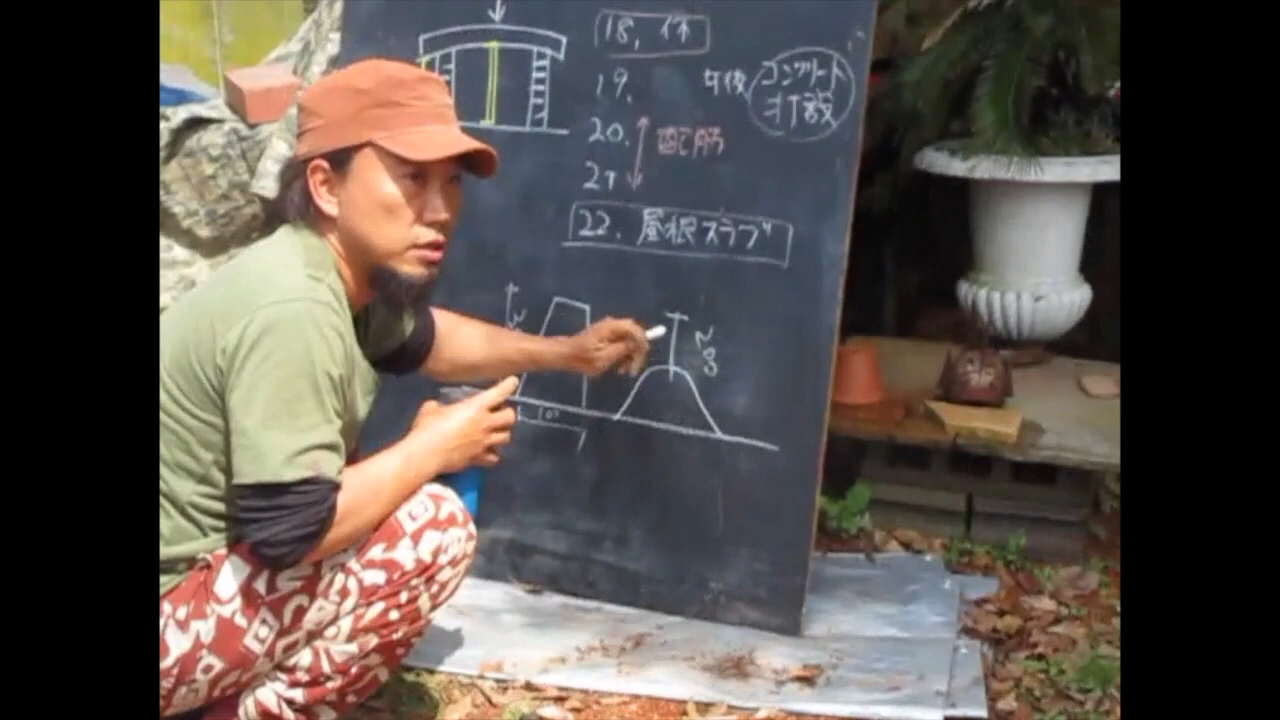 18, 休
19.
午後 コンクリート
打設
20. 配筋
21
22. 屋根スラブ
100